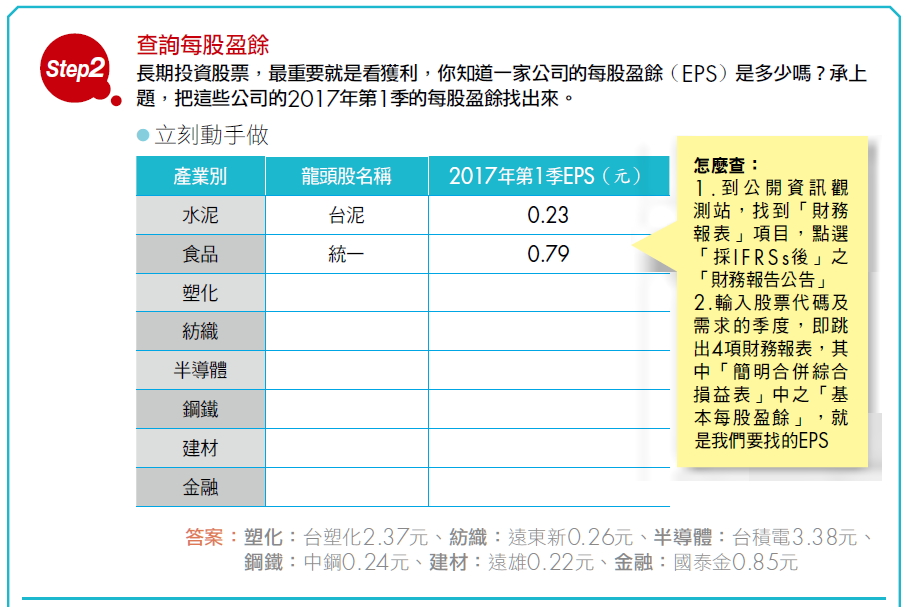 Step2
查詢每股盈餘
長期投資股票，最重要就是看獲利，你知道一家公司的每股盈餘（EPS）是多少嗎？承上
題，把這些公司的2017年第1季的每股盈餘找出來。
●立刻動手做
產業別 龍頭股名稱 2017年第1季EPS（元）
水泥 台泥 0.23
食品 統一 0.79
塑化
紡織
半導體
鋼鐵
建材
金融
怎麼查：
1.到公開資訊觀
測站，找到「財務
報表」項目，點選
「採IFRSs後」之
「財務報告公告」
2.輸入股票代碼及
需求的季度，即跳
出4項財務報表，其
中「簡明合併綜合
損益表」中之「基
本每股盈餘」，就
是我們要找的EPS
答案：塑化：台塑化2.37元、紡織：遠東新0.26元、半導體：台積電3.38元、
鋼鐵：中鋼0.24元、建材：遠雄0.22元、金融：國泰金0.85元